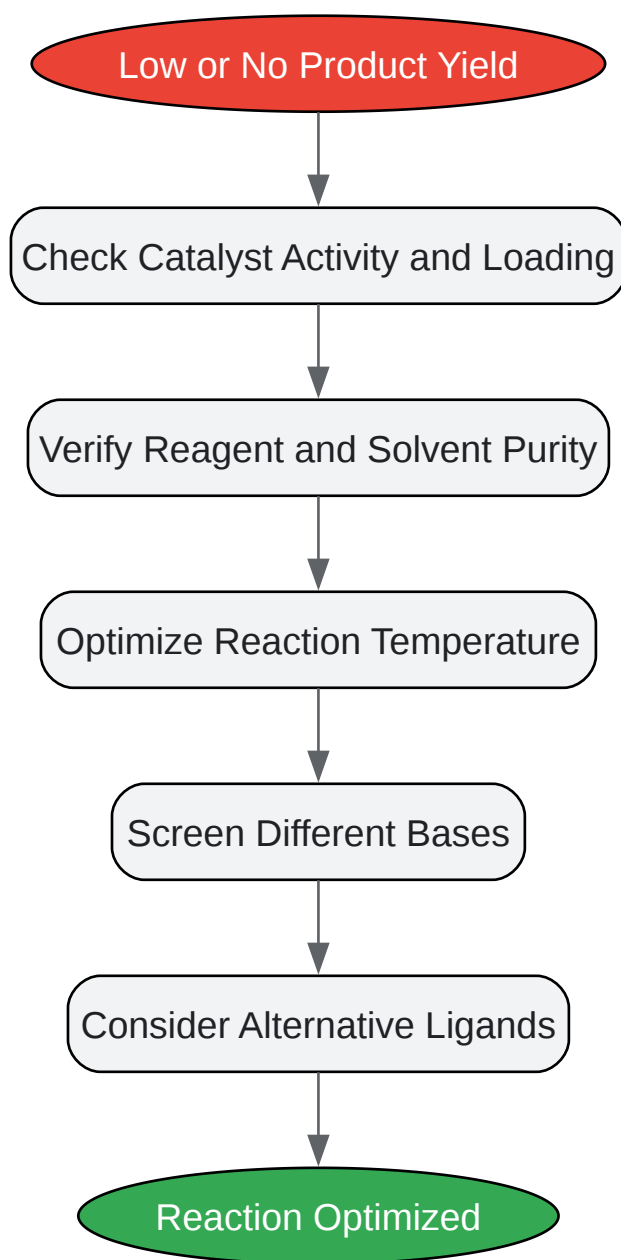 Low or No Product Yield
Check Catalyst Activity and Loading
Verify Reagent and Solvent Purity
Optimize Reaction Temperature
Screen Different Bases
Consider Alternative Ligands
Reaction Optimized